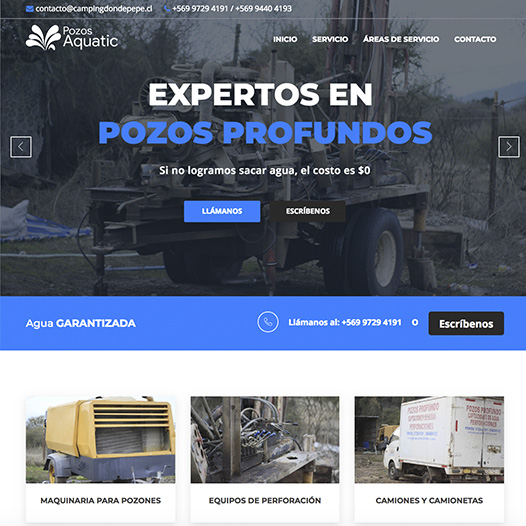 contacto@campingdondepepe.cl +569 9729 4191 / +569 9440 4193
Pozos
Aquatic
INICIO SERVICIO ÁREAS DE SERVICIO CONTACTO
EXPERTOS EN
POZOS PROFUNDOS
Si no logramos sacar agua, el costo es $0
LLÁMANOS ESCRÍBENOS
Agua GARANTIZADA
Llámanos al: +569 9729 4191 O Escríbenos
POZOS PROFUNDO
PERFORACIONES
MAQUINARIA PARA POZONES
EQUIPOS DE PERFORACIÓN
CAMIONES Y CAMIONETAS